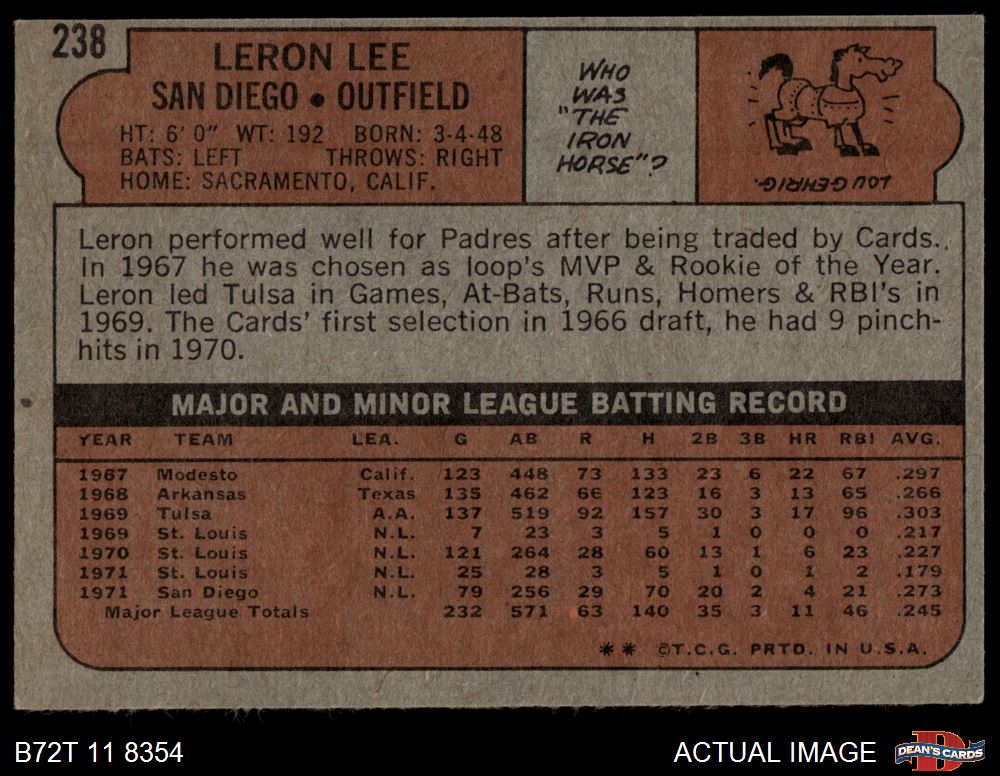 238
LERON LEE
SAN DIEGO • OUTFIELD
HT: 6' 0" WT: 192 BORN: 3-4-48
BATS: LEFT THROWS: RIGHT
HOME: SACRAMENTO, CALIF.
WHO
WAS
"THE
IRON
HORSE"?
LOU GEHRIG.
Leron performed well for Padres after being traded by Cards.
In 1967 he was chosen as loop's MVP & Rookie of the Year.
Leron led Tulsa in Games, At-Bats, Runs, Homers & RBI's in
1969. The Cards' first selection in 1966 draft, he had 9 pinch-
hits in 1970.
MAJOR AND MINOR LEAGUE BATTING RECORD
YEAR TEAM LEA. G AB R H 2B 3B HR RBI AVG.
1967 Modesto Calif. 123 448 73 133 23 6 22 67 .297
1968 Arkansas Texas 135 462 66 123 16 3 13 65 .266
1969 Tulsa A.A. 137 519 92 157 30 3 17 96 .303
1969 St. Louis N.L. 7 23 3 5 1 0 0 0 .217
1970 St. Louis N.L. 121 264 28 60 13 1 6 23 .227
1971 St. Louis N.L. 25 28 3 5 1 0 1 2 .179
1971 San Diego N.L. 79 256 29 70 20 2 4 21 .273
Major League Totals 232 571 63 140 35 3 11 46 .245
** ©T.C.G. PRTD. IN U.S.A.
B72T 11 8354
ACTUAL IMAGE
DEAN'S CARDS